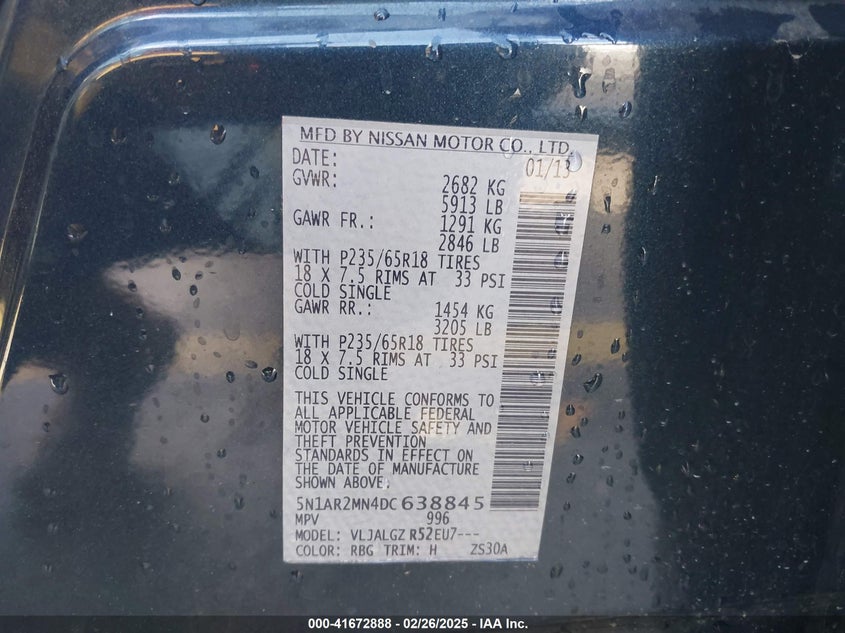 MFD BY NISSAN MOTOR CO., LTD.
DATE: 01/13
GVWR: 2682 KG
5913 LB
GAWR FR.: 1291 KG
2846 LB
WITH P235/65R18 TIRES
18 X 7.5 RIMS AT 33 PSI
COLD SINGLE
GAWR RR.: 1454 KG
3205 LB
WITH P235/65R18 TIRES
18 X 7.5 RIMS AT 33 PSI
COLD SINGLE
THIS VEHICLE CONFORMS TO
ALL APPLICABLE FEDERAL
MOTOR VEHICLE SAFETY AND
THEFT PREVENTION
STANDARDS IN EFFECT ON
THE DATE OF MANUFACTURE
SHOWN ABOVE.
5N1AR2MN4DC638845
MPV 996
MODEL: VLJALGZ R52EU7---
COLOR: RBG TRIM: H ZS30A
000-41672888 - 02/26/2025 - IAA Inc.